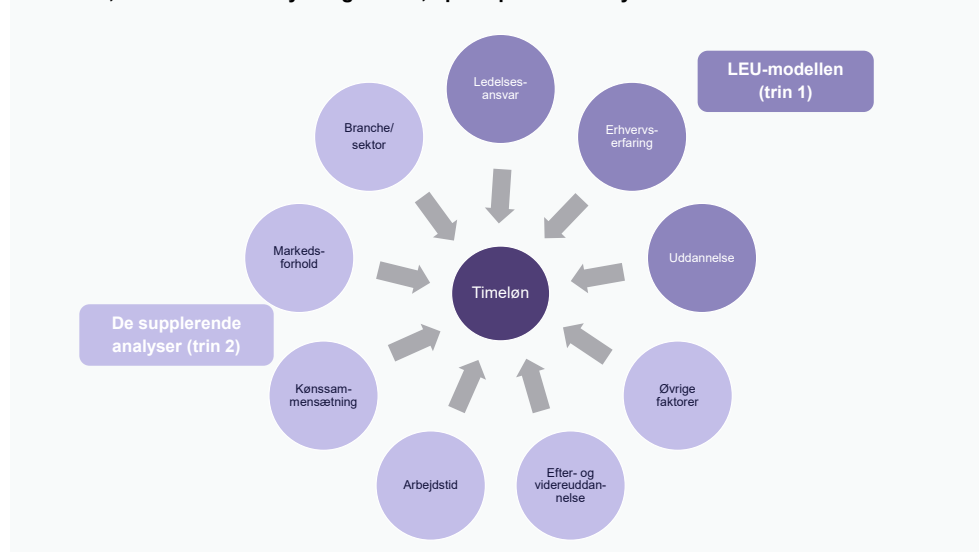 Ledelses-
ansvar
LEU-modellen
(trin 1)
Branche/
sektor
Erhvervs-
erfaring
Markeds-
forhold
Uddannelse
Timeløn
De supplerende
analyser (trin 2)
Kønssam-
mensætning
Øvrige
faktorer
Arbejdstid
Efter- og
videreuddan-
nelse